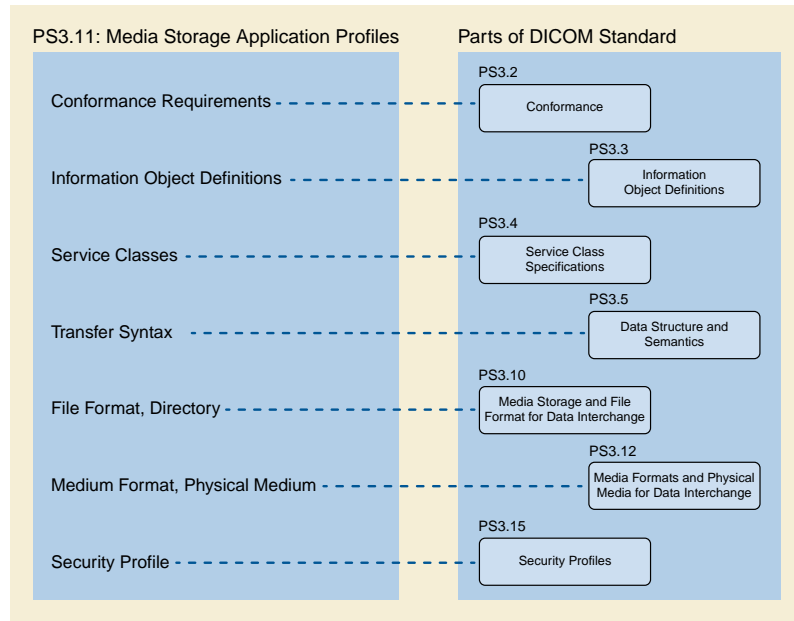 PS3.11: Media Storage Application Profiles
Parts of DICOM Standard
Conformance Requirements
PS3.2
Conformance
Information Object Definitions
PS3.3
Information
Object Definitions
Service Classes
PS3.4
Service Class
Specifications
Transfer Syntax
PS3.5
Data Structure and
Semantics
File Format, Directory
PS3.10
Media Storage and File
Format for Data Interchange
Medium Format, Physical Medium
PS3.12
Media Formats and Physical
Media for Data Interchange
Security Profile
PS3.15
Security Profiles